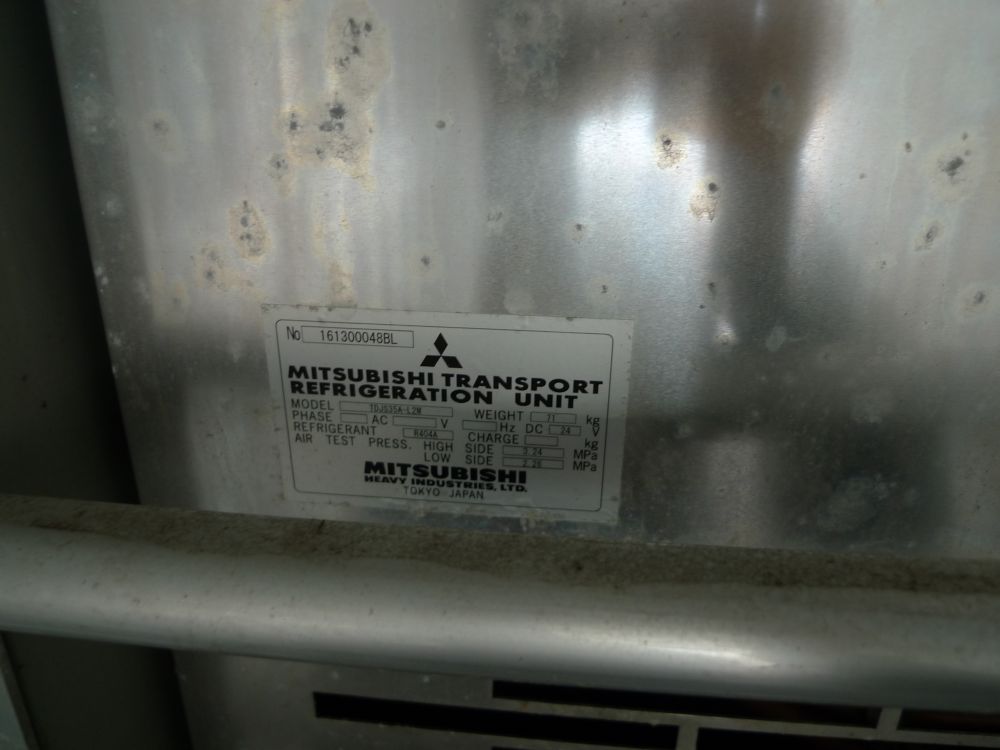 No 161300048BL
MITSUBISHI TRANSPORT
REFRIGERATION UNIT
MODEL TDJS35A-L2M WEIGHT 71 kg
PHASE AC V Hz DC 24 V
REFRIGERANT R404A CHARGE kg
AIR TEST PRESS. HIGH SIDE 3.24 MPa
LOW SIDE 2.26 MPa
MITSUBISHI
HEAVY INDUSTRIES, LTD.
TOKYO JAPAN